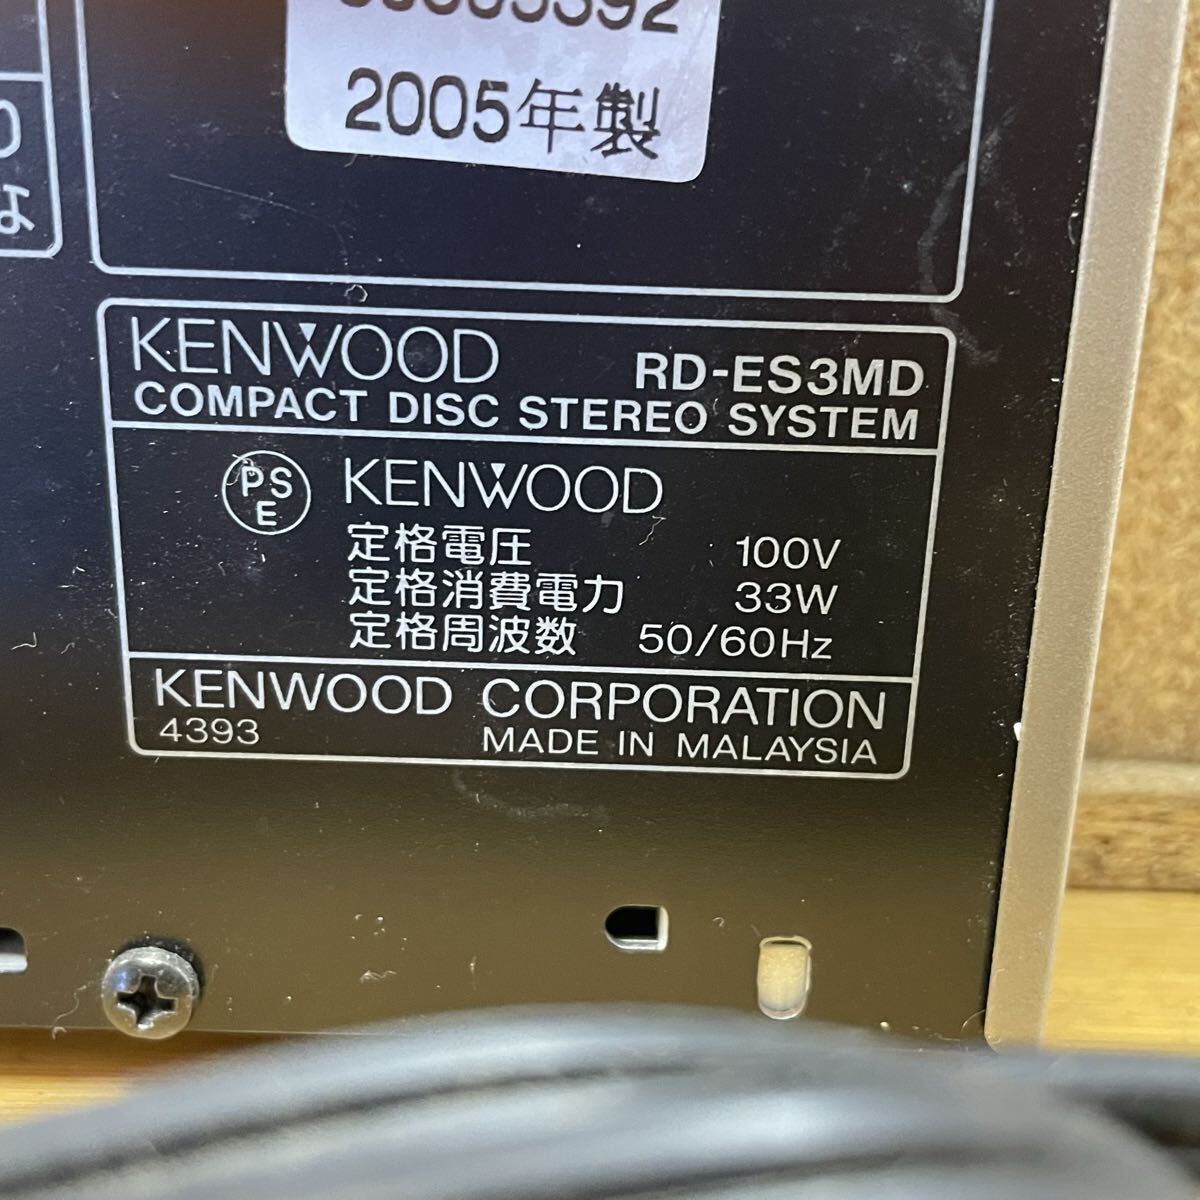 2005年製
KENWOOD RD-ES3MD
COMPACT DISC STEREO SYSTEM
PS
E
KENWOOD
定格電圧 100V
定格消費電力 33W
定格周波数 50/60Hz
KENWOOD CORPORATION
4393 MADE IN MALAYSIA